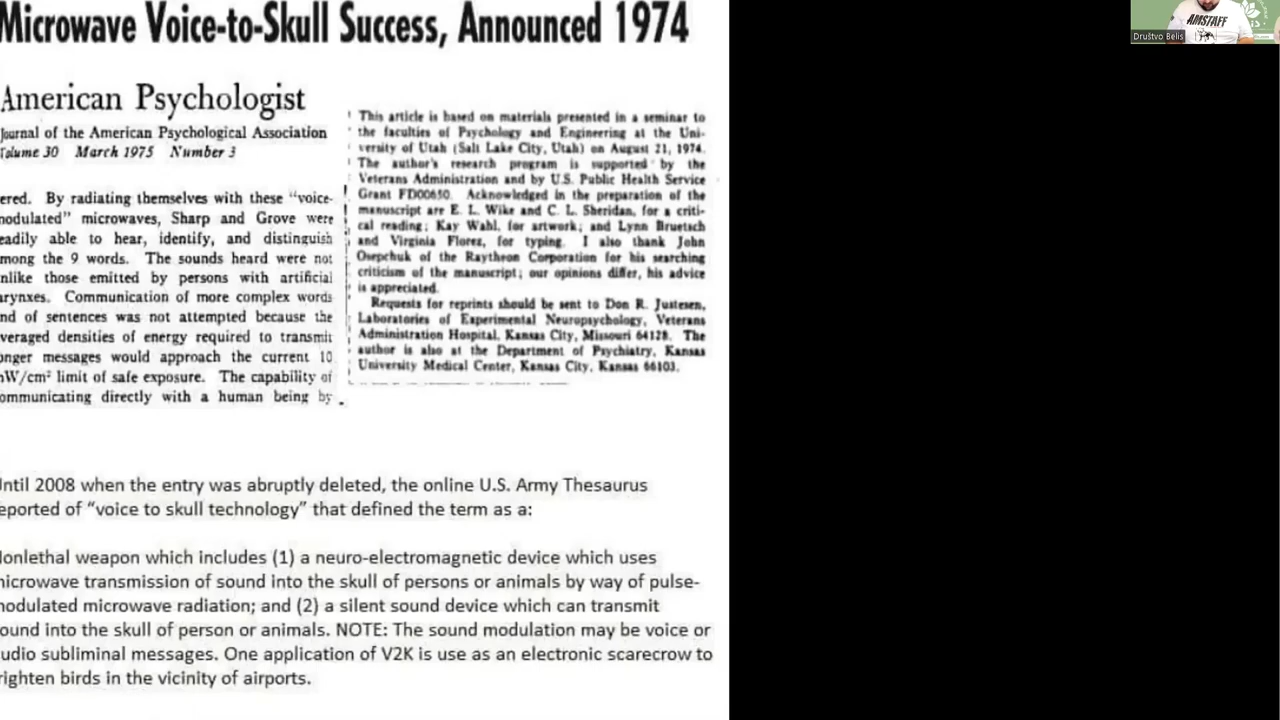 Microwave Voice-to-Skull Success, Announced 1974
American Psychologist
Journal of the American Psychological Association
Volume 30 March 1975 Number 3
ered. By radiating themselves with these "voice-
modulated" microwaves, Sharp and Grove were
eadily able to hear, identify, and distinguish
mong the 9 words. The sounds heard were not
nlike those emitted by persons with artificial
arynxes. Communication of more complex words
nd of sentences was not attempted because the
veraged densities of energy required to transmit
onger messages would approach the current 10
mW/cm² limit of safe exposure. The capability of
ommunicating directly with a human being by
This article is based on materials presented in a seminar to
the faculties of Psychology and Engineering at the Uni-
versity of Utah (Salt Lake City, Utah) on August 21, 1974.
The author's research program is supported by the
Veterans Administration and by U.S. Public Health Service
Grant FD00650. Acknowledged in the preparation of the
manuscript are E. L. Wike and C. L. Sheridan, for a criti-
cal reading; Kay Wahl, for artwork; and Lynn Bruetsch
and Virginia Florez, for typing. I also thank John
Osepchuk of the Raytheon Corporation for his searching
criticism of the manuscript; our opinions differ, his advice
is appreciated.
Requests for reprints should be sent to Don R. Justesen,
Laboratories of Experimental Neuropsychology, Veterans
Administration Hospital, Kansas City, Missouri 64128. The
author is also at the Department of Psychiatry, Kansas
University Medical Center, Kansas City, Kansas 66103.
Until 2008 when the entry was abruptly deleted, the online U.S. Army Thesaurus
eported of "voice to skull technology" that defined the term as a:
Nonlethal weapon which includes (1) a neuro-electromagnetic device which uses
microwave transmission of sound into the skull of persons or animals by way of pulse-
modulated microwave radiation; and (2) a silent sound device which can transmit
ound into the skull of person or animals. NOTE: The sound modulation may be voice or
udio subliminal messages. One application of V2K is use as an electronic scarecrow to
righten birds in the vicinity of airports.
AMSTAFF
Društvo Belis